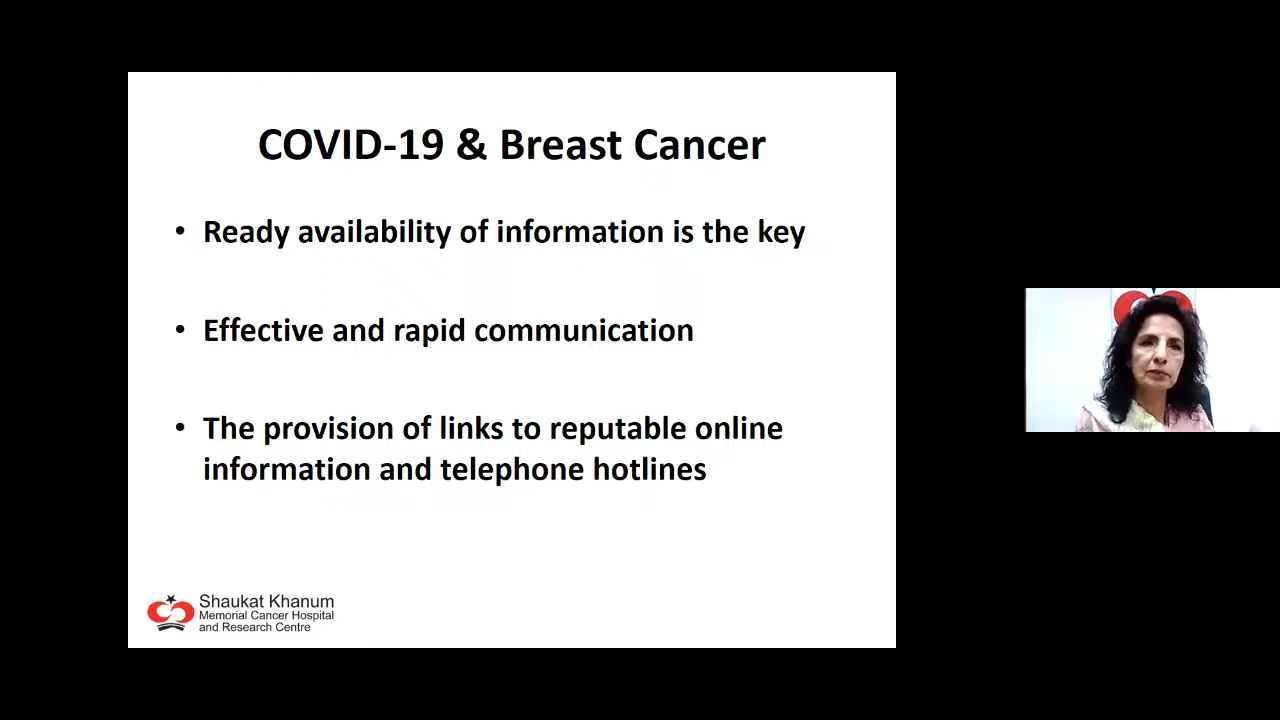 COVID-19 & Breast Cancer
• Ready availability of information is the key
• Effective and rapid communication
• The provision of links to reputable online
information and telephone hotlines
Shaukat Khanum
Memorial Cancer Hospital
and Research Centre